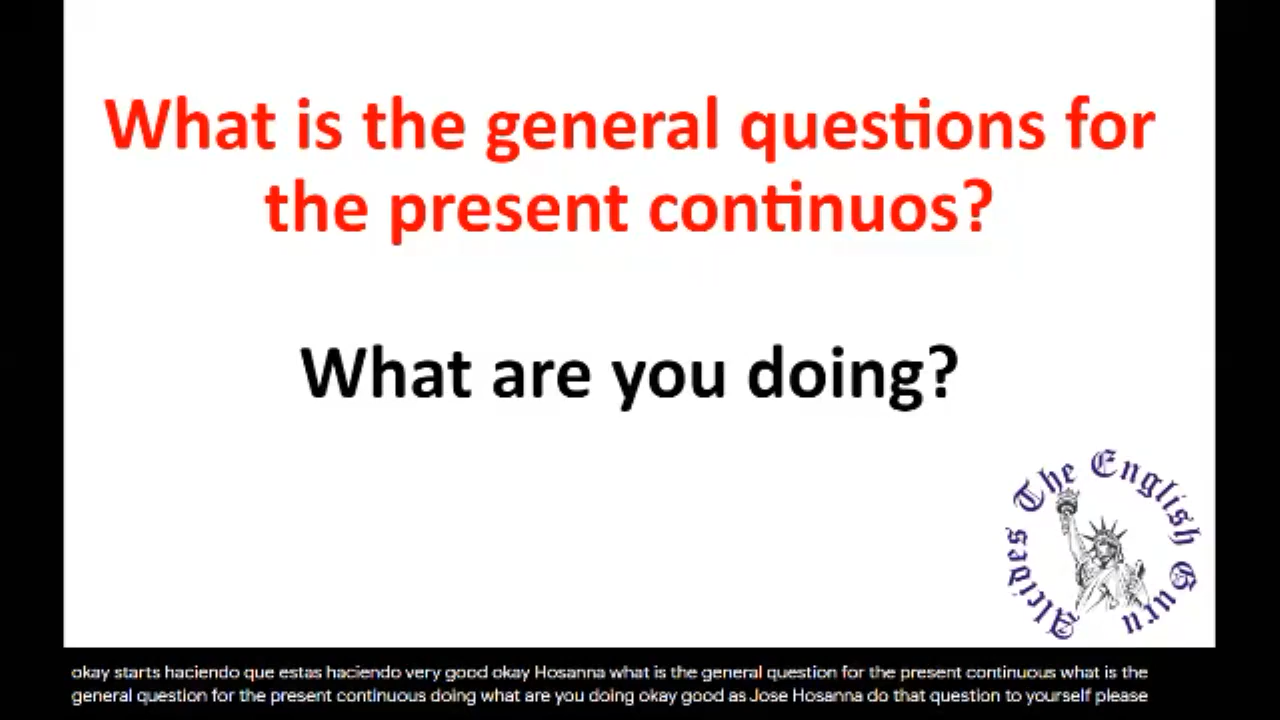 What is the general questions for
the present continuos?
What are you doing?
Alcides The English Guru
okay starts haciendo que estas haciendo very good okay Hosanna what is the general question for the present continuous what is the
general question for the present continuous doing what are you doing okay good as Jose Hosanna do that question to yourself please